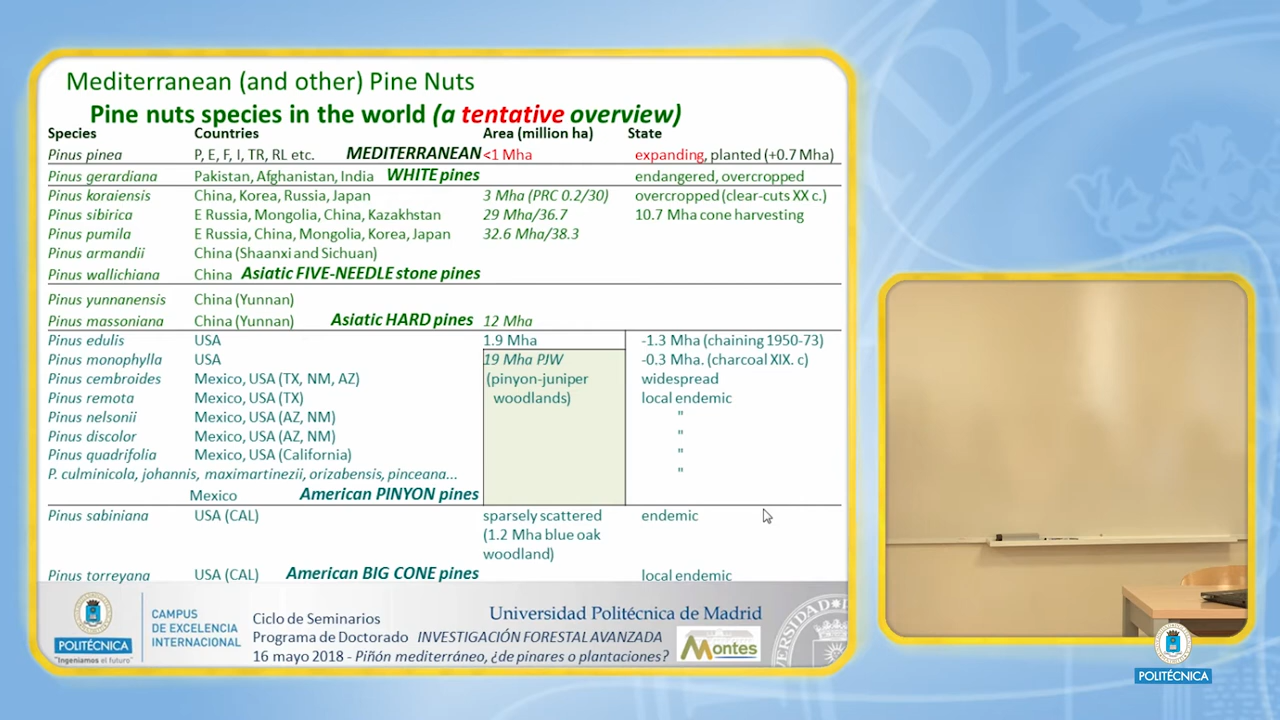 Mediterranean (and other) Pine Nuts
Pine nuts species in the world (a tentative overview)
Species Countries Area (million ha) State
Pinus pinea P, E, F, I, TR, RL etc. MEDITERRANEAN <1 Mha expanding, planted (+0.7 Mha)
Pinus gerardiana Pakistan, Afghanistan, India WHITE pines endangered, overcropped
Pinus koraiensis China, Korea, Russia, Japan 3 Mha (PRC 0.2/30) overcropped (clear-cuts XX c.)
Pinus sibirica E Russia, Mongolia, China, Kazakhstan 29 Mha/36.7 10.7 Mha cone harvesting
Pinus pumila E Russia, China, Mongolia, Korea, Japan 32.6 Mha/38.3
Pinus armandii China (Shaanxi and Sichuan)
Pinus wallichiana China Asiatic FIVE-NEEDLE stone pines
Pinus yunnanensis China (Yunnan)
Pinus massoniana China (Yunnan) Asiatic HARD pines 12 Mha
Pinus edulis USA 1.9 Mha -1.3 Mha (chaining 1950-73)
Pinus monophylla USA 19 Mha PJW -0.3 Mha. (charcoal XIX. c)
Pinus cembroides Mexico, USA (TX, NM, AZ) (pinyon-juniper widespread
Pinus remota Mexico, USA (TX) woodlands) local endemic
Pinus nelsonii Mexico, USA (AZ, NM) "
Pinus discolor Mexico, USA (AZ, NM) "
Pinus quadrifolia Mexico, USA (California) "
P. culminicola, johannis, maximartinezii, orizabensis, pinceana... "
Mexico American PINYON pines
Pinus sabiniana USA (CAL) sparsely scattered endemic
(1.2 Mha blue oak
woodland)
Pinus torreyana USA (CAL) American BIG CONE pines local endemic
POLITÉCNICA
"Ingeniamos el futuro"
CAMPUS
DE EXCELENCIA
INTERNACIONAL
Ciclo de Seminarios Universidad Politécnica de Madrid
Programa de Doctorado INVESTIGACIÓN FORESTAL AVANZADA
16 mayo 2018 - Piñón mediterráneo, ¿de pinares o plantaciones?
Montes
POLITÉCNICA